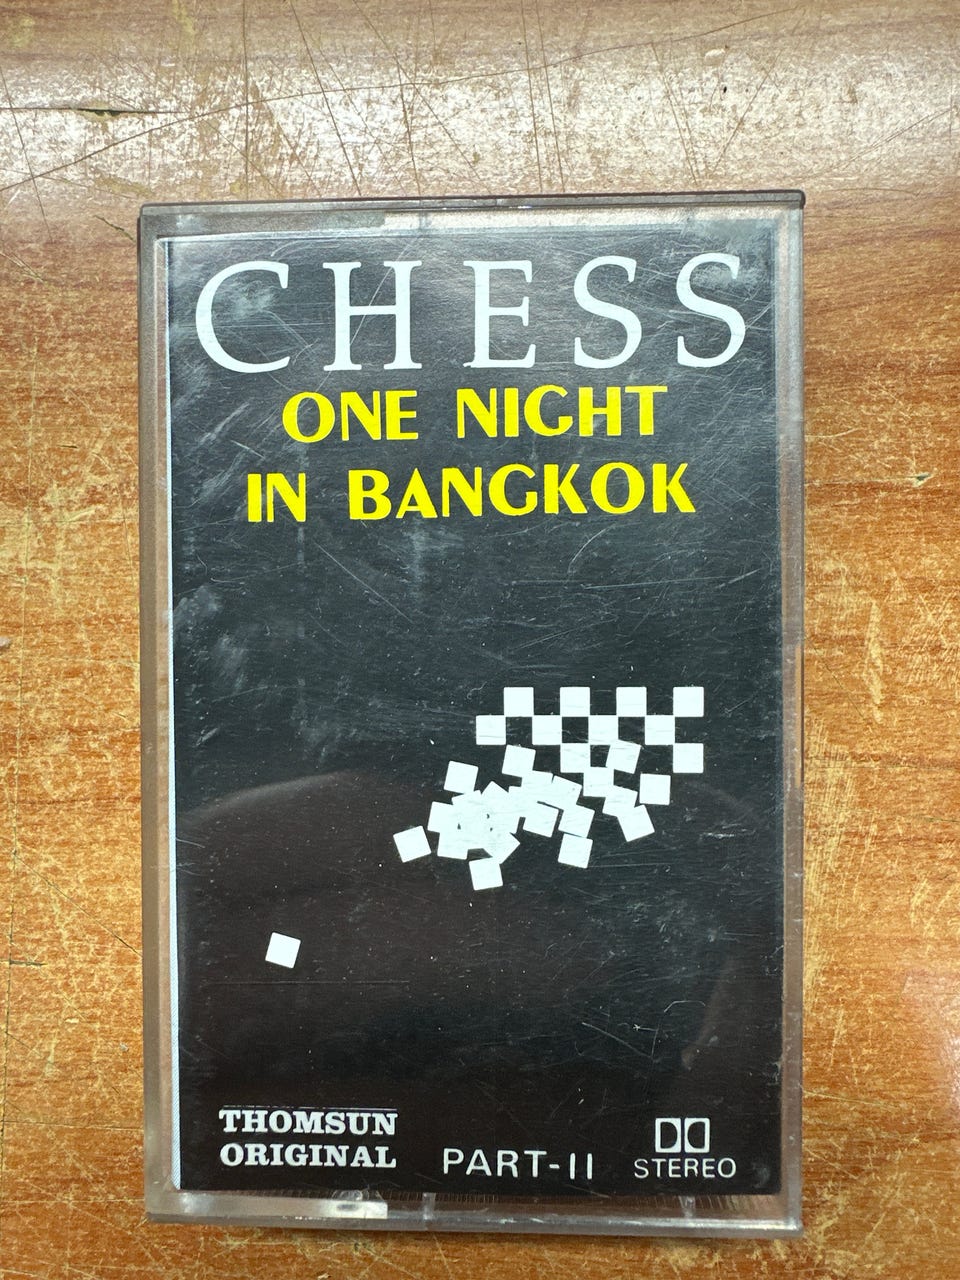 CHESS
ONE NIGHT
IN BANGKOK
THOMSUN
ORIGINAL
PART-II
STEREO